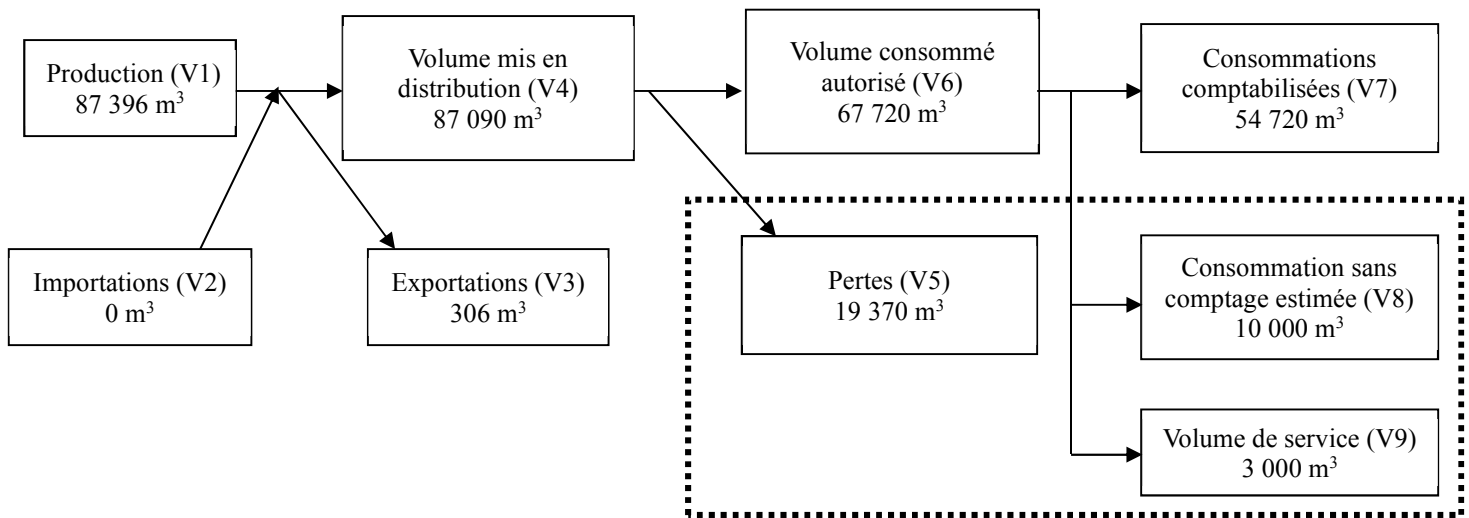 Production (V1)
87 396 m³
Volume mis en
distribution (V4)
87 090 m³
Volume consommé
autorisé (V6)
67 720 m³
Consommations
comptabilisées (V7)
54 720 m³
Importations (V2)
0 m³
Exportations (V3)
306 m³
Pertes (V5)
19 370 m³
Consommation sans
comptage estimée (V8)
10 000 m³
Volume de service (V9)
3 000 m³